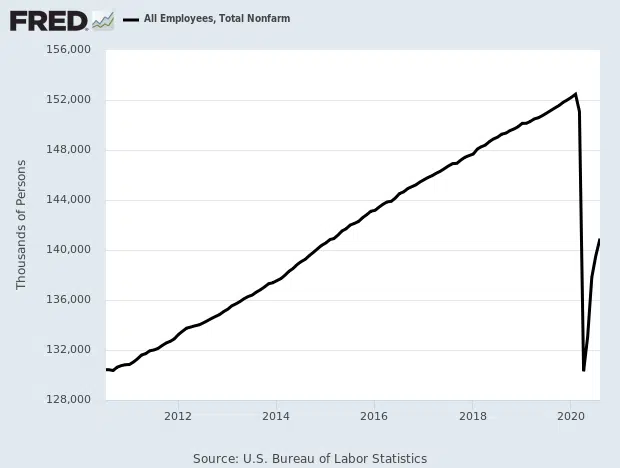 FRED All Employees, Total Nonfarm
156,000
152,000
148,000
144,000
140,000
136,000
132,000
128,000
Thousands of Persons
2012 2014 2016 2018 2020
Source: U.S. Bureau of Labor Statistics